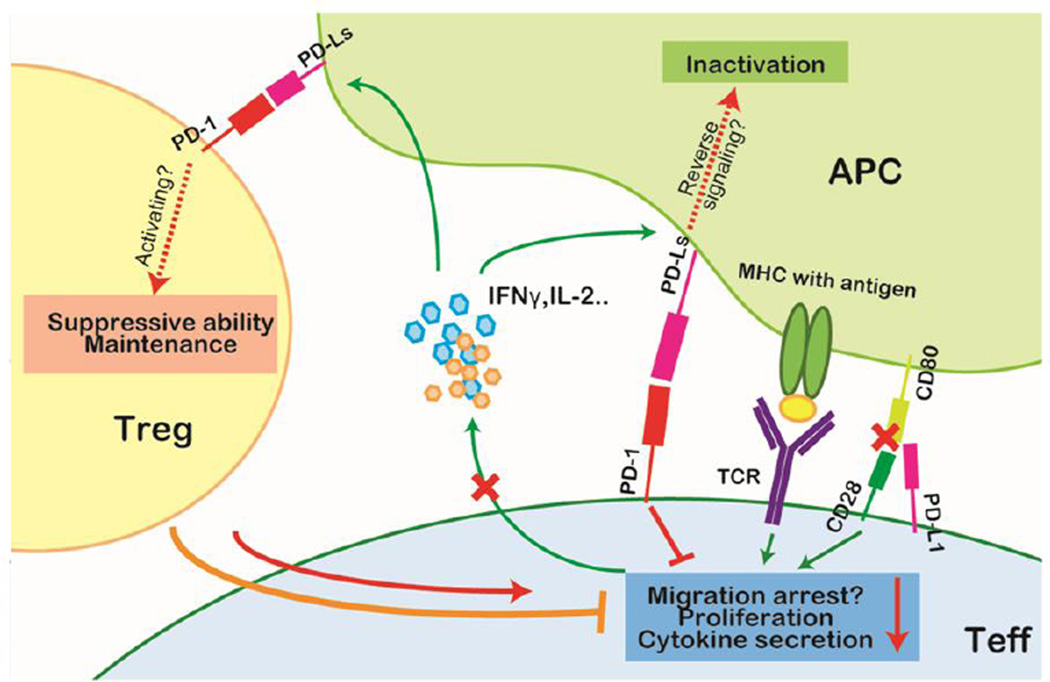 PD-Ls
PD-1
Activating?
Suppressive ability
Maintenance
Treg
Inactivation
Reverse
signaling?
APC
PD-Ls
IFNγ,IL-2..
MHC with antigen
CD80
TCR
PD-1
CD28
PD-L1
Migration arrest?
Proliferation
Cytokine secretion
Teff